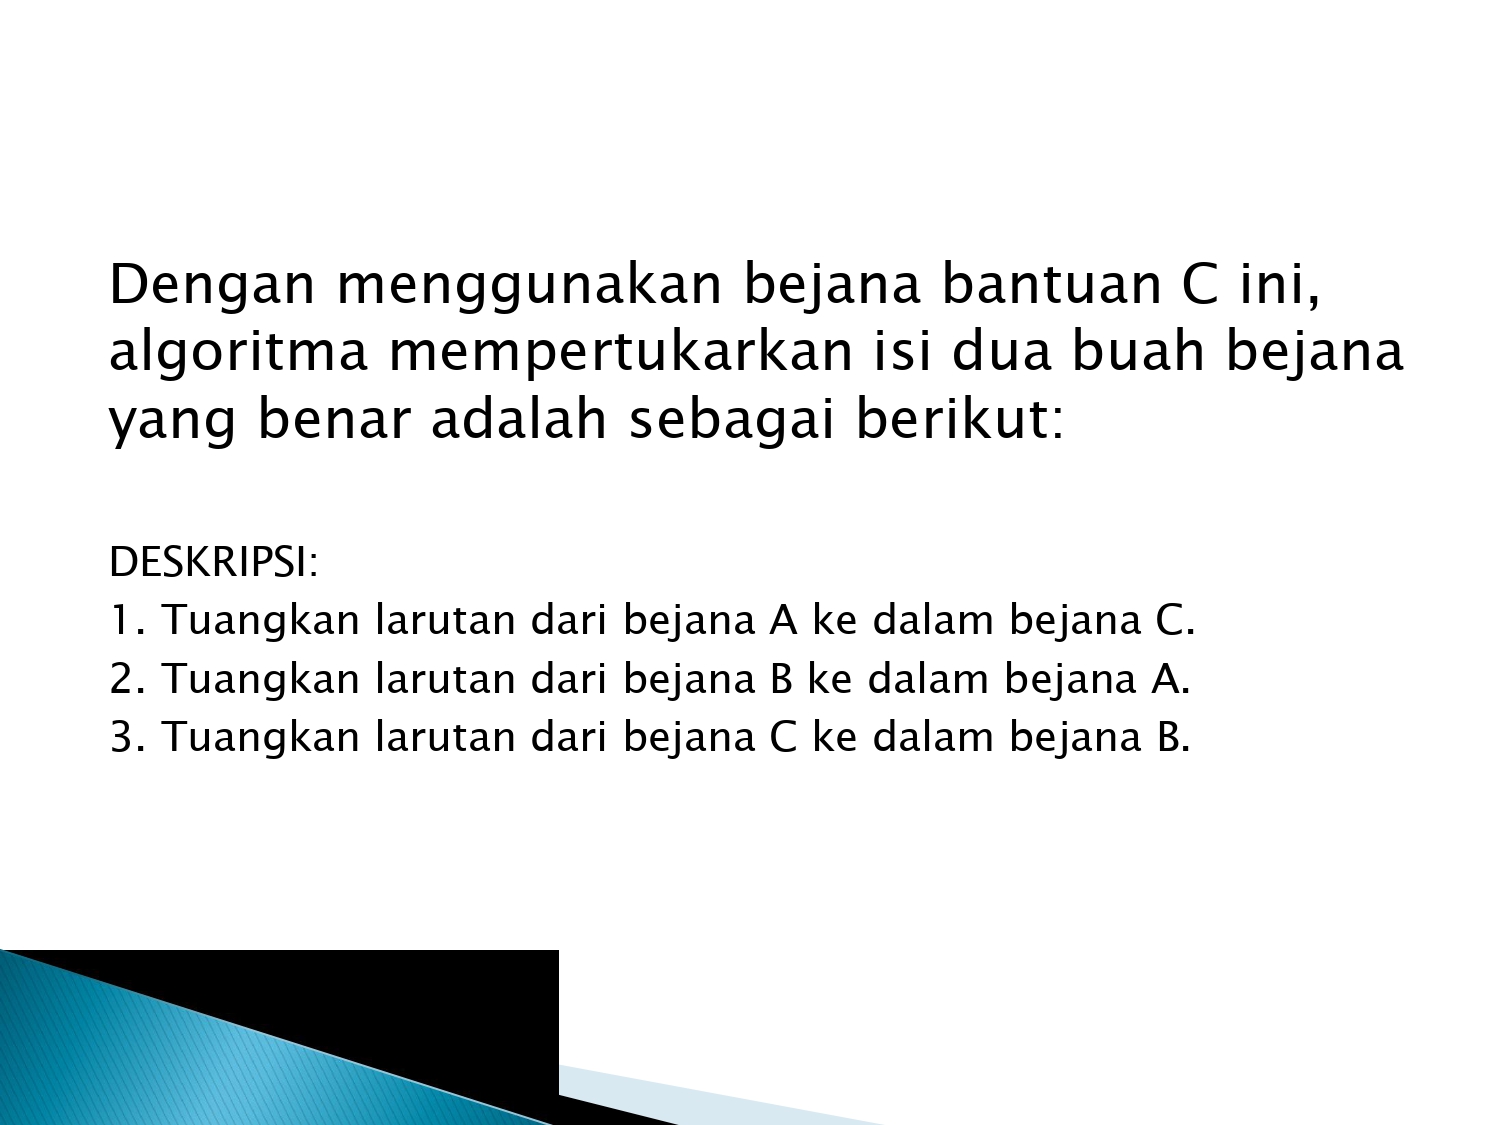 Dengan menggunakan bejana bantuan C ini,
algoritma mempertukarkan isi dua buah bejana
yang benar adalah sebagai berikut:
DESKRIPSI:
1. Tuangkan larutan dari bejana A ke dalam bejana C.
2. Tuangkan larutan dari bejana B ke dalam bejana A.
3. Tuangkan larutan dari bejana C ke dalam bejana B.